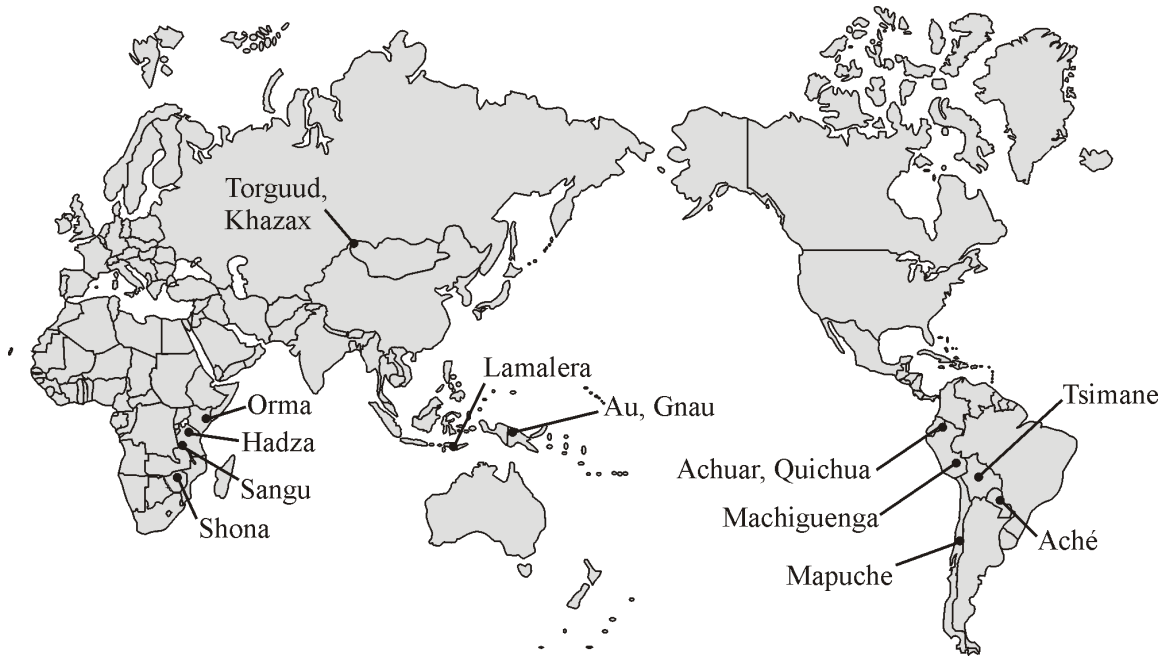 Torguud,
Khazax
Lamalera
Tsimane
Orma
Au, Gnau
Hadza
Achuar, Quichua
Sangu
Machiguenga
Shona
Aché
Mapuche